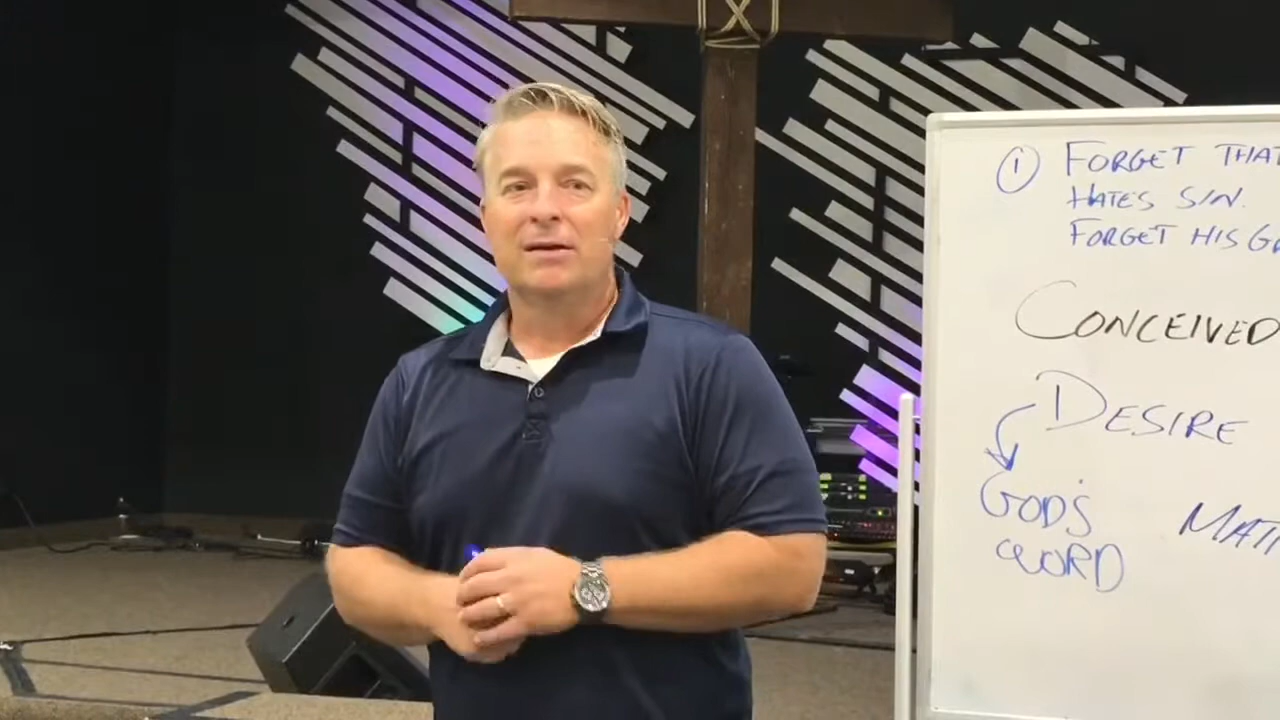 ① FORGET THAT
HATES SIN.
FORGET HIS
CONCEIVED
DESIRE
GOD'S
WORD